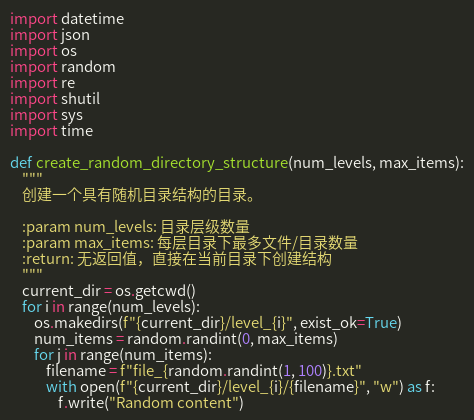 import datetime
import json
import os
import random
import re
import shutil
import sys
import time

def create_random_directory_structure(num_levels, max_items):
    """
    创建一个具有随机目录结构的目录。

    :param num_levels: 目录层级数量
    :param max_items: 每层目录下最多文件/目录数量
    :return: 无返回值，直接在当前目录下创建结构
    """
    current_dir = os.getcwd()
    for i in range(num_levels):
        os.makedirs(f"{current_dir}/level_{i}", exist_ok=True)
        num_items = random.randint(0, max_items)
        for j in range(num_items):
            filename = f"file_{random.randint(1, 100)}.txt"
            with open(f"{current_dir}/level_{i}/{filename}", "w") as f:
                f.write("Random content")